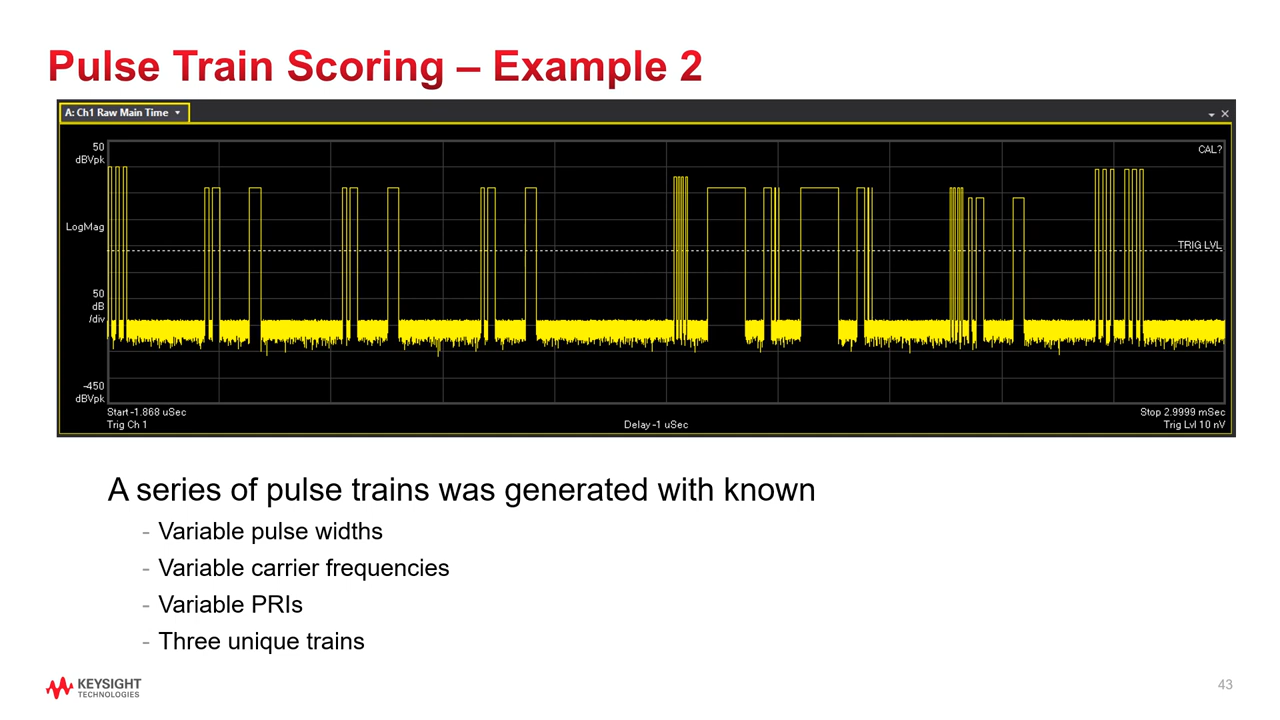 Pulse Train Scoring – Example 2
A: Ch1 Raw Main Time
50
dBVpk
CAL?
LogMag
TRIG LVL
50
dB
/div
-450
dBVpk
Start -1.868 uSec
Stop 2.9999 mSec
Trig Ch 1
Delay -1 uSec
Trig Lvl 10 nV
A series of pulse trains was generated with known
- Variable pulse widths
- Variable carrier frequencies
- Variable PRIs
- Three unique trains
KEYSIGHT
TECHNOLOGIES
43